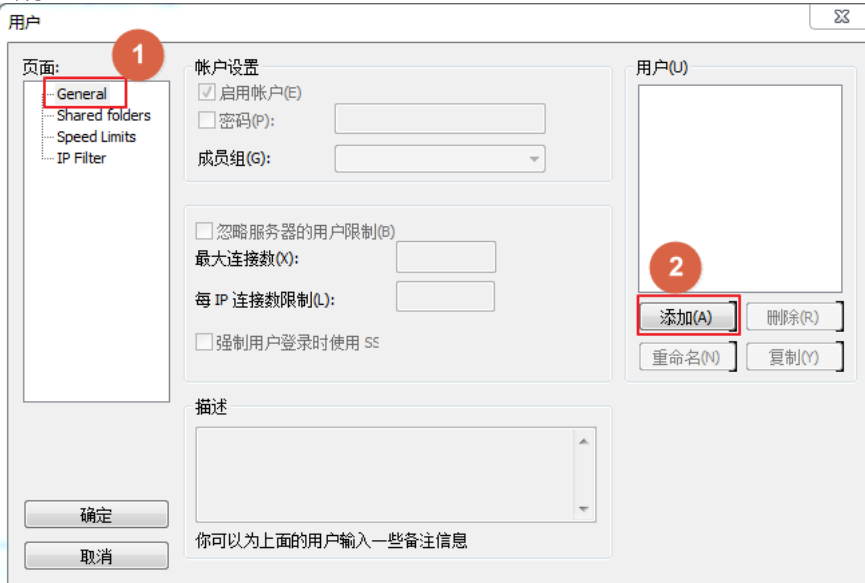 用户
页面:
1
General
Shared folders
Speed Limits
IP Filter
帐户设置
启用帐户(E)
密码(P):
成员组(G):
忽略服务器的用户限制(B)
最大连接数(X):
每 IP 连接数限制(L):
强制用户登录时使用 SS
描述
你可以为上面的用户输入一些备注信息
用户(U)
2
添加(A)
删除(R)
重命名(N)
复制(Y)
确定
取消